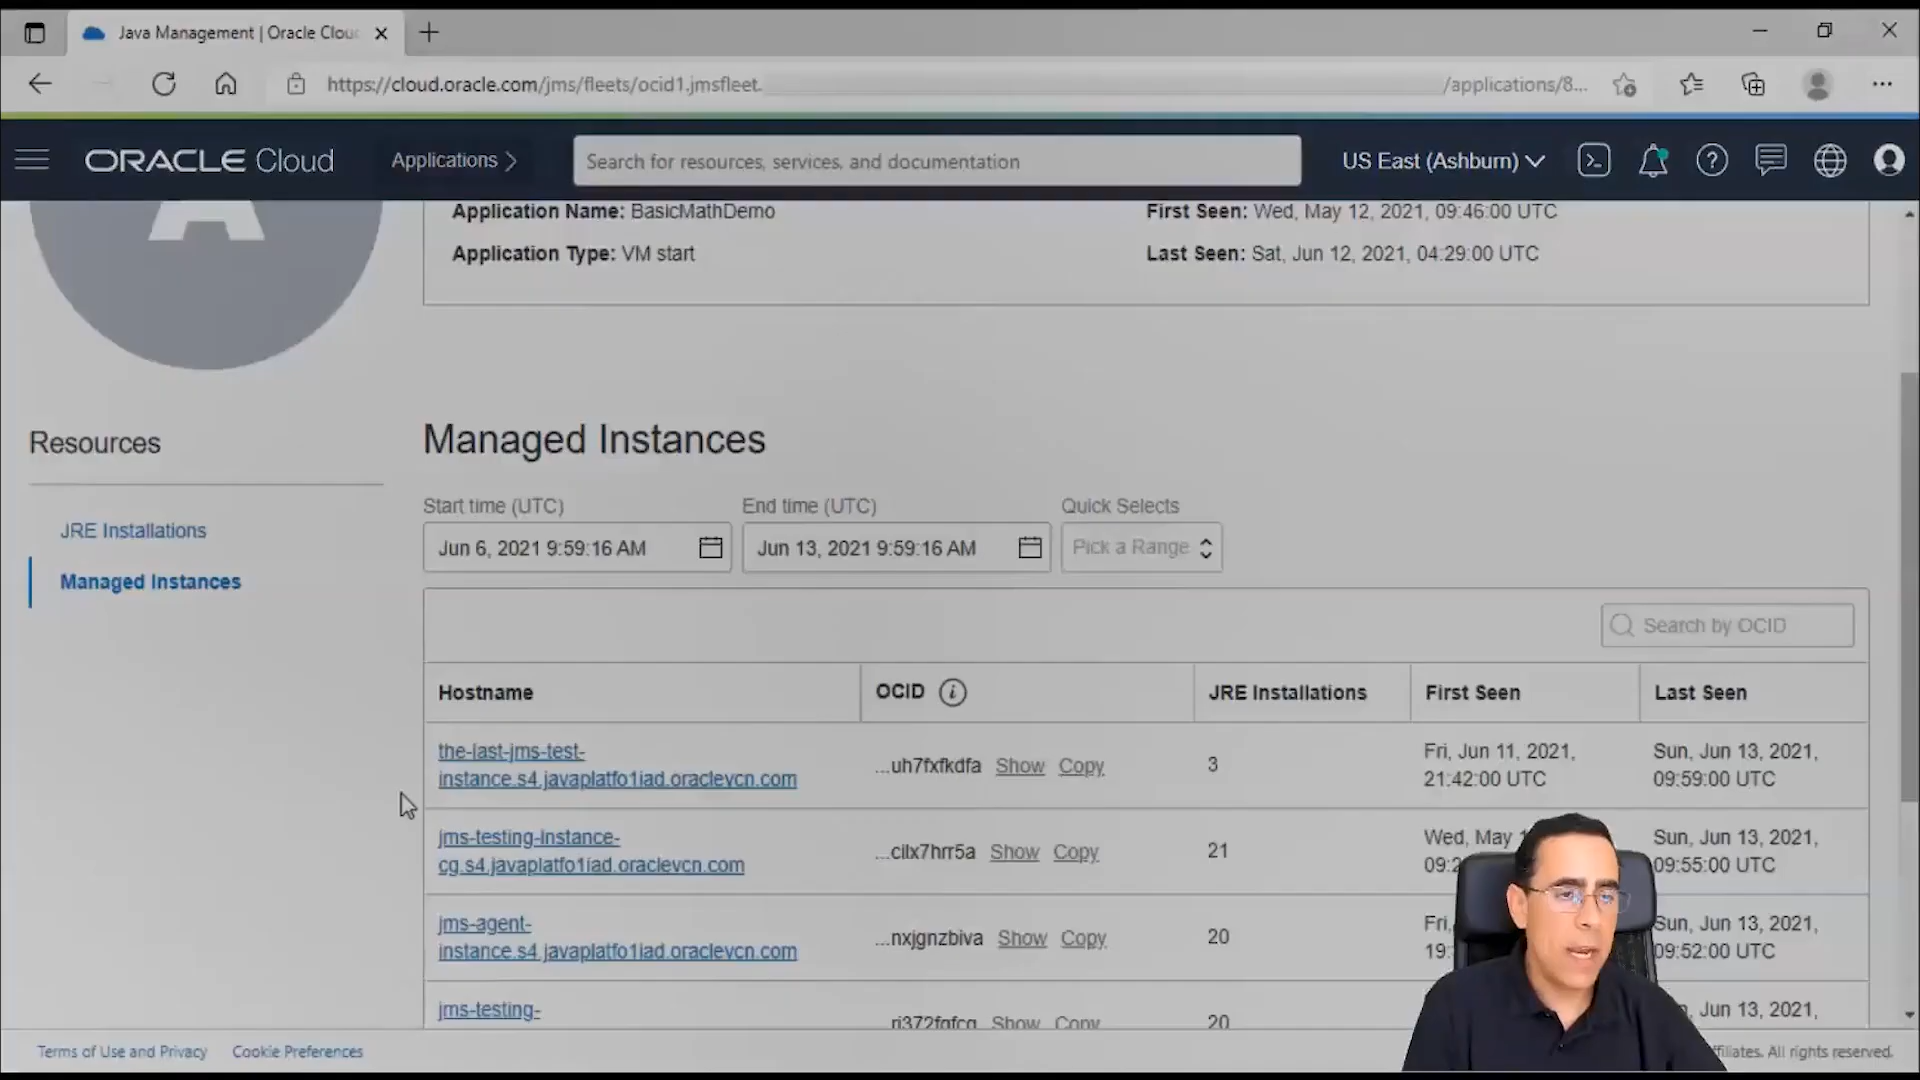 Java Management | Oracle Clou
https://cloud.oracle.com/jms/fleets/ocid1.jmsfleet. /applications/8...
ORACLE Cloud Applications Search for resources, services, and documentation US East (Ashburn)
Application Name: BasicMathDemo First Seen: Wed, May 12, 2021, 09:46:00 UTC
Application Type: VM start Last Seen: Sat, Jun 12, 2021, 04:29:00 UTC
Resources
JRE Installations
Managed Instances
Managed Instances
Start time (UTC) End time (UTC) Quick Selects
Jun 6, 2021 9:59:16 AM Jun 13, 2021 9:59:16 AM Pick a Range
Search by OCID
Hostname OCID i JRE Installations First Seen Last Seen
the-last-jms-test- Fri, Jun 11, 2021, Sun, Jun 13, 2021,
...uh7fxfkdfa Show Copy 3
instance.s4.javaplatfo1iad.oraclevcn.com 21:42:00 UTC 09:59:00 UTC
jms-testing-instance- Wed, May Sun, Jun 13, 2021,
...cilx7hrr5a Show Copy 21
cg.s4.javaplatfo1iad.oraclevcn.com 09:2 09:55:00 UTC
jms-agent- Fri, Sun, Jun 13, 2021,
...nxjgnzbiva Show Copy 20
instance.s4.javaplatfo1iad.oraclevcn.com 19: 09:52:00 UTC
jms-testing- Jun 13, 2021,
Show Copy 20
Terms of Use and Privacy Cookie Preferences ffiliates. All rights reserved.